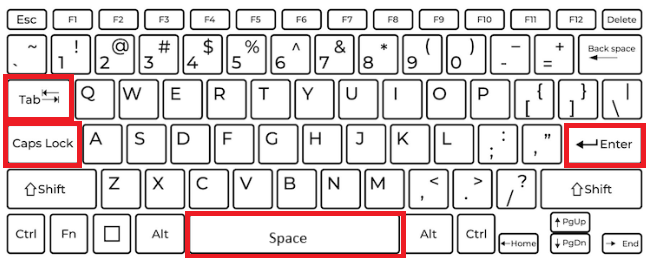 Esc F1 F2 F3 F4 F5 F6 F7 F8 F9 F10 F11 F12 Delete
~ ` ! 1 @ 2 # 3 $ 4 % 5 ^ 6 & 7 * 8 ( 9 ) 0 – - + = Back space
Tab Q W E R T Y U I O P { [ } ] | \
Caps Lock A S D F G H J K L : ; " , Enter
Shift Z X C V B N M < , > . ? / Shift
Ctrl Fn Alt Space Alt Ctrl Home PgUp PgDn End